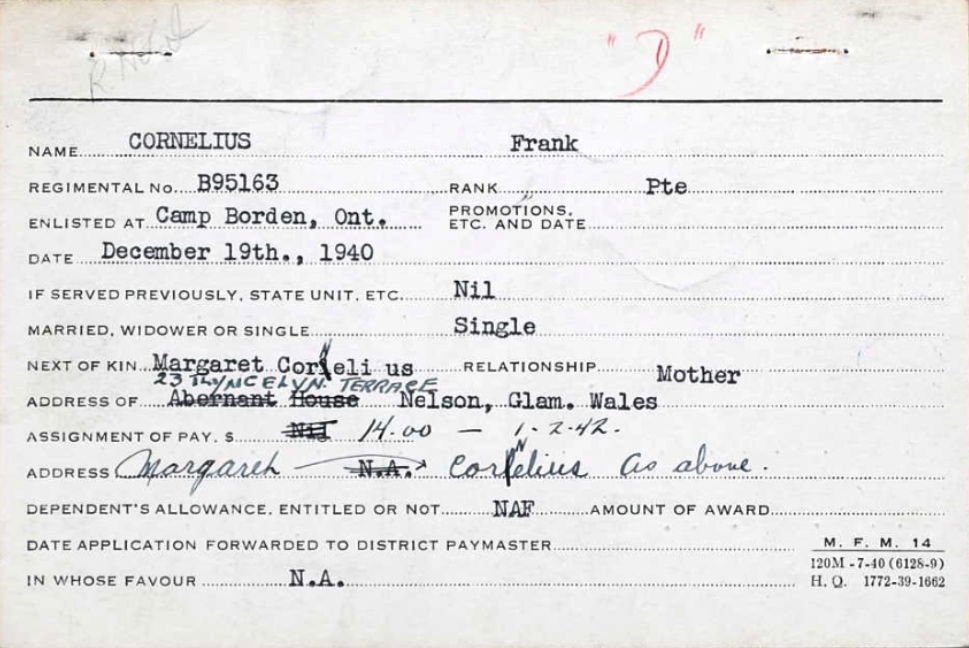 "D"
NAME CORNELIUS Frank
REGIMENTAL No. B95163 RANK Pte
ENLISTED AT Camp Borden, Ont. PROMOTIONS, ETC. AND DATE
DATE December 19th., 1940
IF SERVED PREVIOUSLY, STATE UNIT, ETC. Nil
MARRIED, WIDOWER OR SINGLE Single
NEXT OF KIN Margaret Corneli us RELATIONSHIP Mother
23 TERRACE
ADDRESS OF Abernant House Nelson, Glam. Wales
ASSIGNMENT OF PAY, $ Nil 14.00 — 1-2-42.
ADDRESS Margaret N.A. Cornelius as above.
DEPENDENT'S ALLOWANCE, ENTITLED OR NOT NAF AMOUNT OF AWARD
DATE APPLICATION FORWARDED TO DISTRICT PAYMASTER
IN WHOSE FAVOUR N.A.
M. F. M. 14
120M-7-40 (6128-9)
H. Q. 1772-39-1662